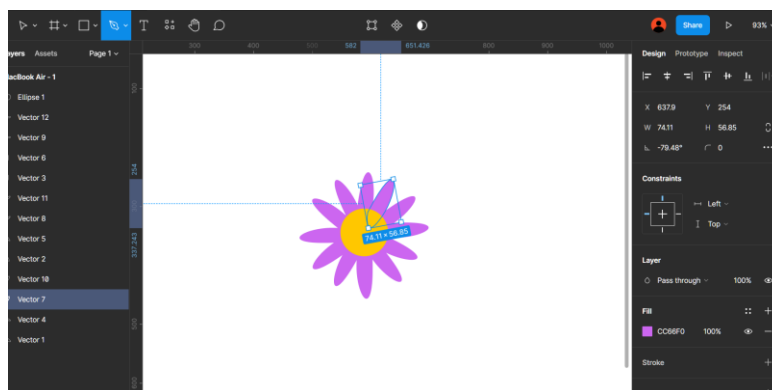 T
Share
93%
ayers Assets Page 1
300 500 582 651.426 800 900 1000
Design Prototype Inspect
acBook Air - 1
Ellipse 1
Vector 12
Vector 9
Vector 6
Vector 3
Vector 11
Vector 8
Vector 5
Vector 2
Vector 10
Vector 7
Vector 4
Vector 1
100
254
337.243
500
600
74.11 × 56.85
X 637.9 Y 254
W 74.11 H 56.85
-79.48° 0
Constraints
Left
Top
Layer
Pass through 100%
Fill
CC66F0 100%
Stroke